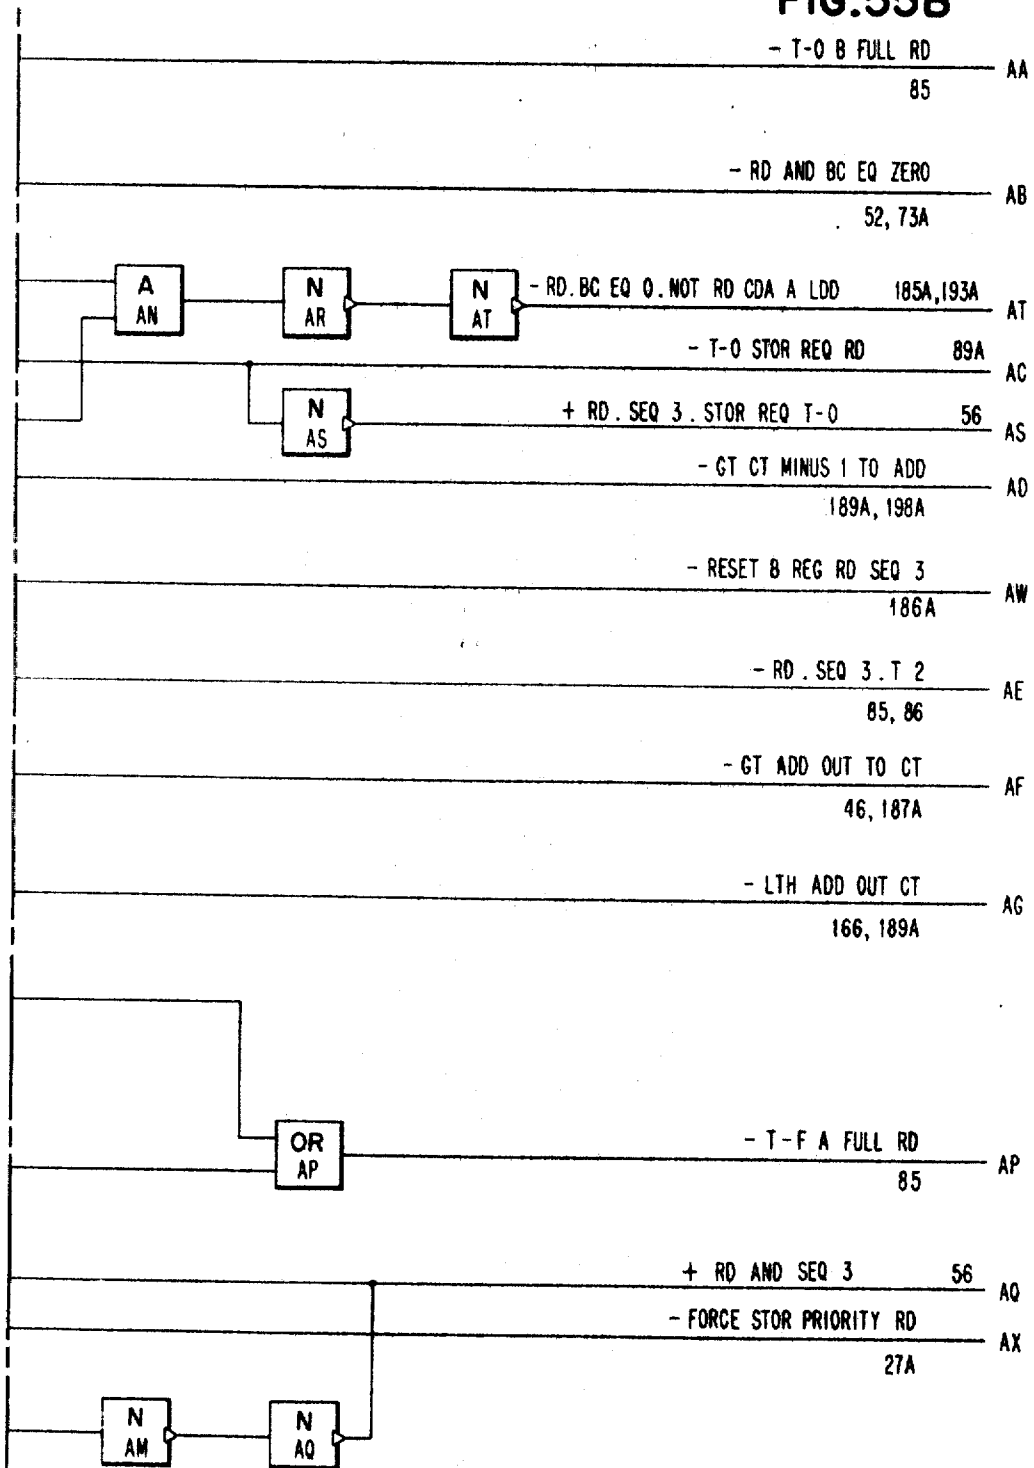 FIG.55B
- T-0 B FULL RD
AA
85
- RD AND BC EQ ZERO
AB
52, 73A
A
AN
N
AR
N
AT
- RD.BC EQ 0.NOT RD CDA A LDD 185A,193A
AT
- T-0 STOR REQ RD 89A
AC
N
AS
+ RD.SEQ 3.STOR REQ T-0 56
AS
- GT CT MINUS 1 TO ADD
AD
189A, 198A
- RESET B REG RD SEQ 3
AW
186A
- RD.SEQ 3.T 2
AE
85, 86
- GT ADD OUT TO CT
AF
46, 187A
- LTH ADD OUT CT
AG
166, 189A
OR
AP
- T-F A FULL RD
AP
85
+ RD AND SEQ 3 56
AQ
- FORCE STOR PRIORITY RD
AX
27A
N
AM
N
AQ